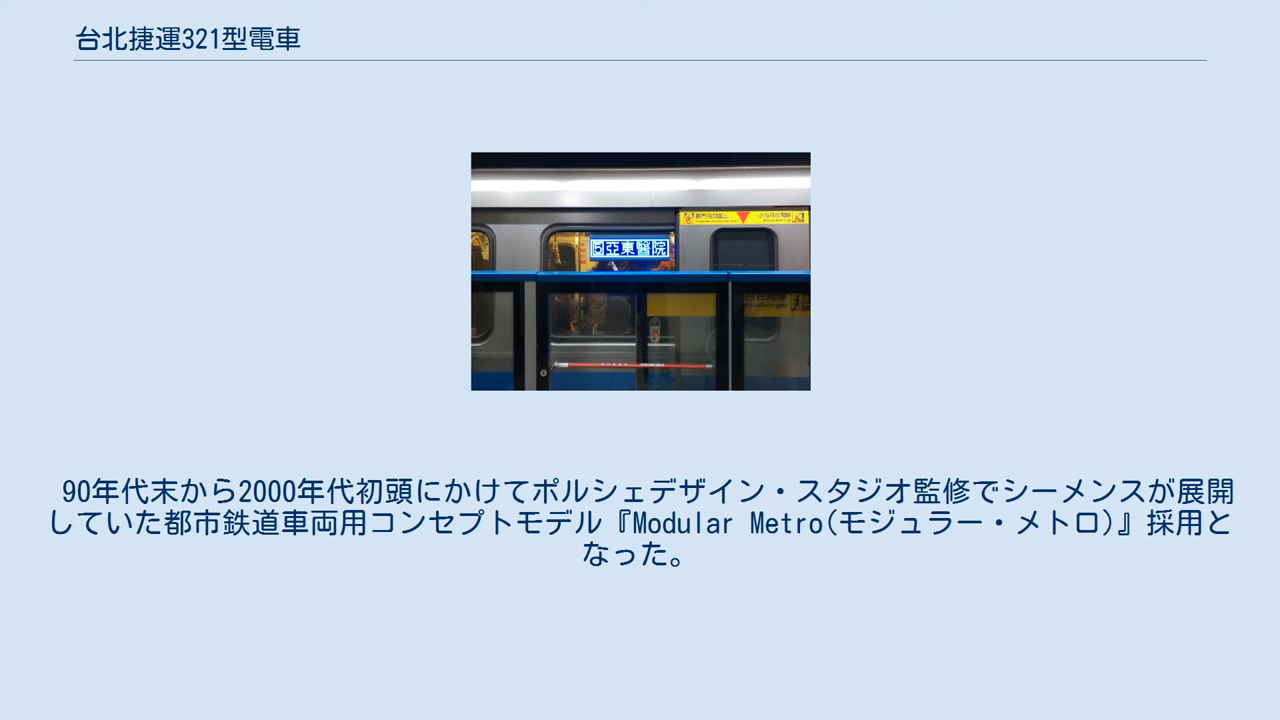 台北捷運321型電車
亞東醫院
90年代末から2000年代初頭にかけてポルシェデザイン・スタジオ監修でシーメンスが展開
していた都市鉄道車両用コンセプトモデル『Modular Metro(モジュラー・メトロ)』採用と
なった。